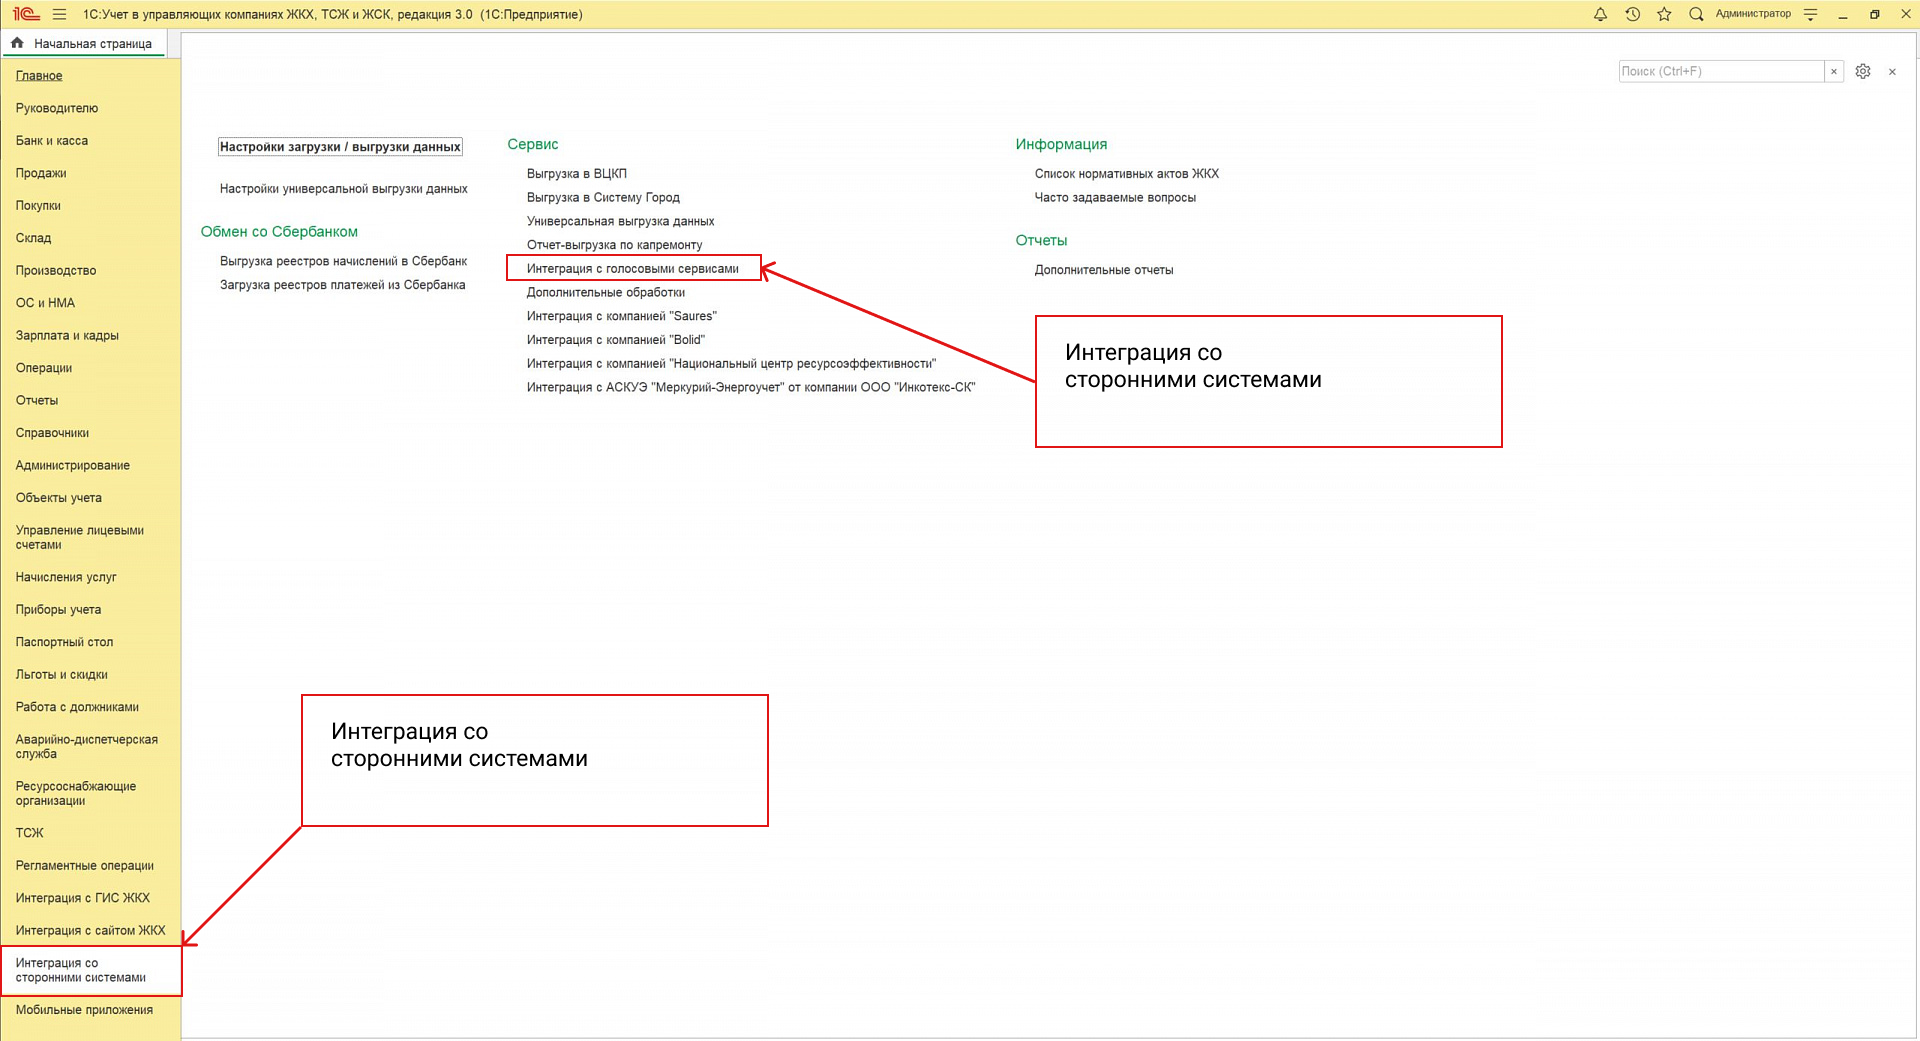 1С:Учет в управляющих компаниях ЖКХ, ТСЖ и ЖСК, редакция 3.0 (1С:Предприятие)
Администратор
Начальная страница
Поиск (Ctrl+F)
Главное
Руководителю
Банк и касса
Продажи
Покупки
Склад
Производство
ОС и НМА
Зарплата и кадры
Операции
Отчеты
Справочники
Администрирование
Объекты учета
Управление лицевыми
счетами
Начисления услуг
Приборы учета
Паспортный стол
Льготы и скидки
Работа с должниками
Аварийно-диспетчерская
служба
Ресурсоснабжающие
организации
ТСЖ
Регламентные операции
Интеграция с ГИС ЖКХ
Интеграция с сайтом ЖКХ
Интеграция со
сторонними системами
Мобильные приложения
Настройки загрузки / выгрузки данных
Настройки универсальной выгрузки данных
Обмен со Сбербанком
Выгрузка реестров начислений в Сбербанк
Загрузка реестров платежей из Сбербанка
Сервис
Выгрузка в ВЦКП
Выгрузка в Систему Город
Универсальная выгрузка данных
Отчет-выгрузка по капремонту
Интеграция с голосовыми сервисами
Дополнительные обработки
Интеграция с компанией "Saures"
Интеграция с компанией "Bolid"
Интеграция с компанией "Национальный центр ресурсоэффективности"
Интеграция с АСКУЭ "Меркурий-Энергоучет" от компании ООО "Инкотекс-СК"
Информация
Список нормативных актов ЖКХ
Часто задаваемые вопросы
Отчеты
Дополнительные отчеты
Интеграция со
сторонними системами
Интеграция со
сторонними системами